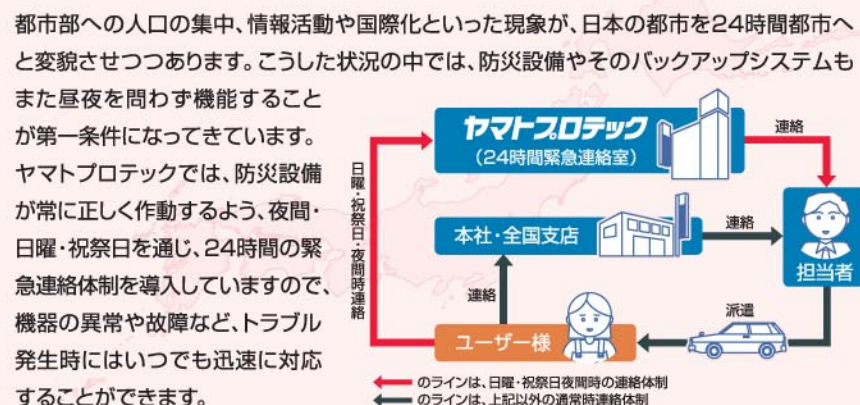 都市部への人口の集中、情報活動や国際化といった現象が、日本の都市を24時間都市へ
と変貌させつつあります。こうした状況の中では、防災設備やそのバックアップシステムも
また昼夜を問わず機能すること
が第一条件になってきています。
ヤマトプロテックでは、防災設備
が常に正しく作動するよう、夜間・
日曜・祝祭日を通じ、24時間の緊
急連絡体制を導入していますので、
機器の異常や故障など、トラブル
発生時にはいつでも迅速に対応
することができます。
ヤマトプロテック
（24時間緊急連絡室）
連絡
日曜・祝祭日・夜間時連絡
本社・全国支店
連絡
担当者
連絡
派遣
ユーザー様
のラインは、日曜・祝祭日夜間時の連絡体制
のラインは、上記以外の通常時連絡体制